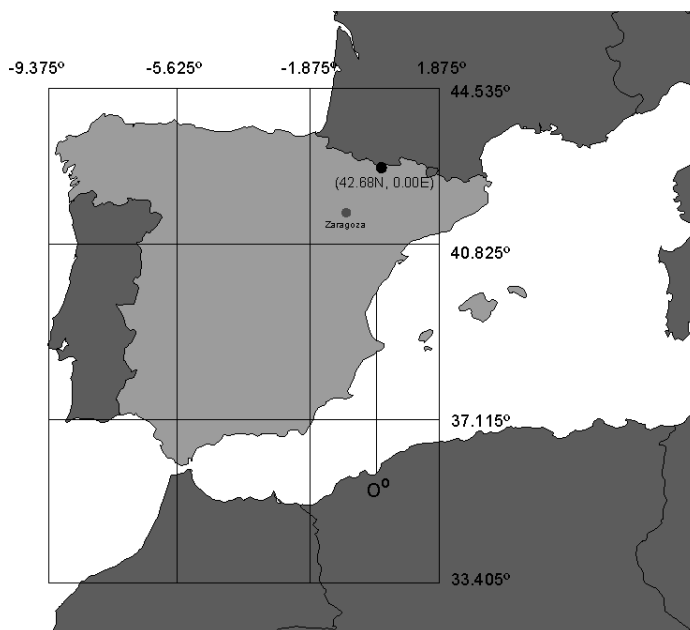 -9.375º -5.625º -1.875º 1.875º
44.535º
(42.68N, 0.00E)
Zaragoza
40.825º
37.115º
0º
33.405º